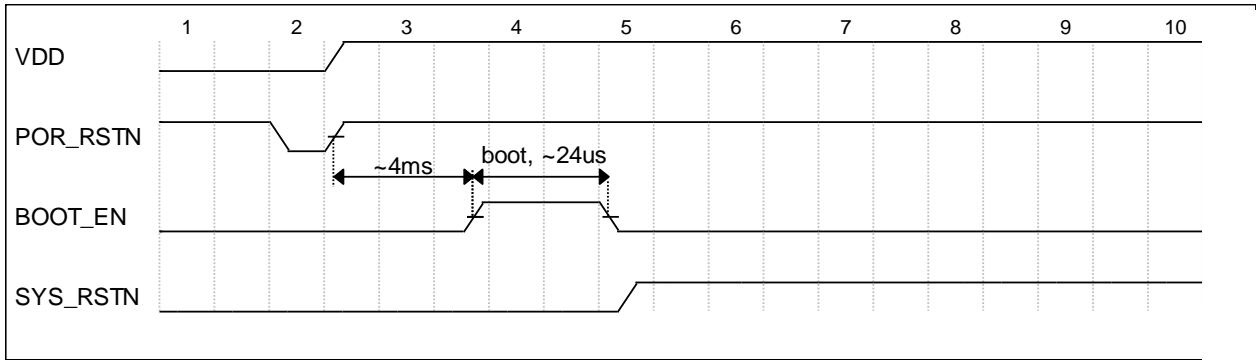 1 2 3 4 5 6 7 8 9 10
VDD
POR_RSTN
~4ms
boot, ~24us
BOOT_EN
SYS_RSTN